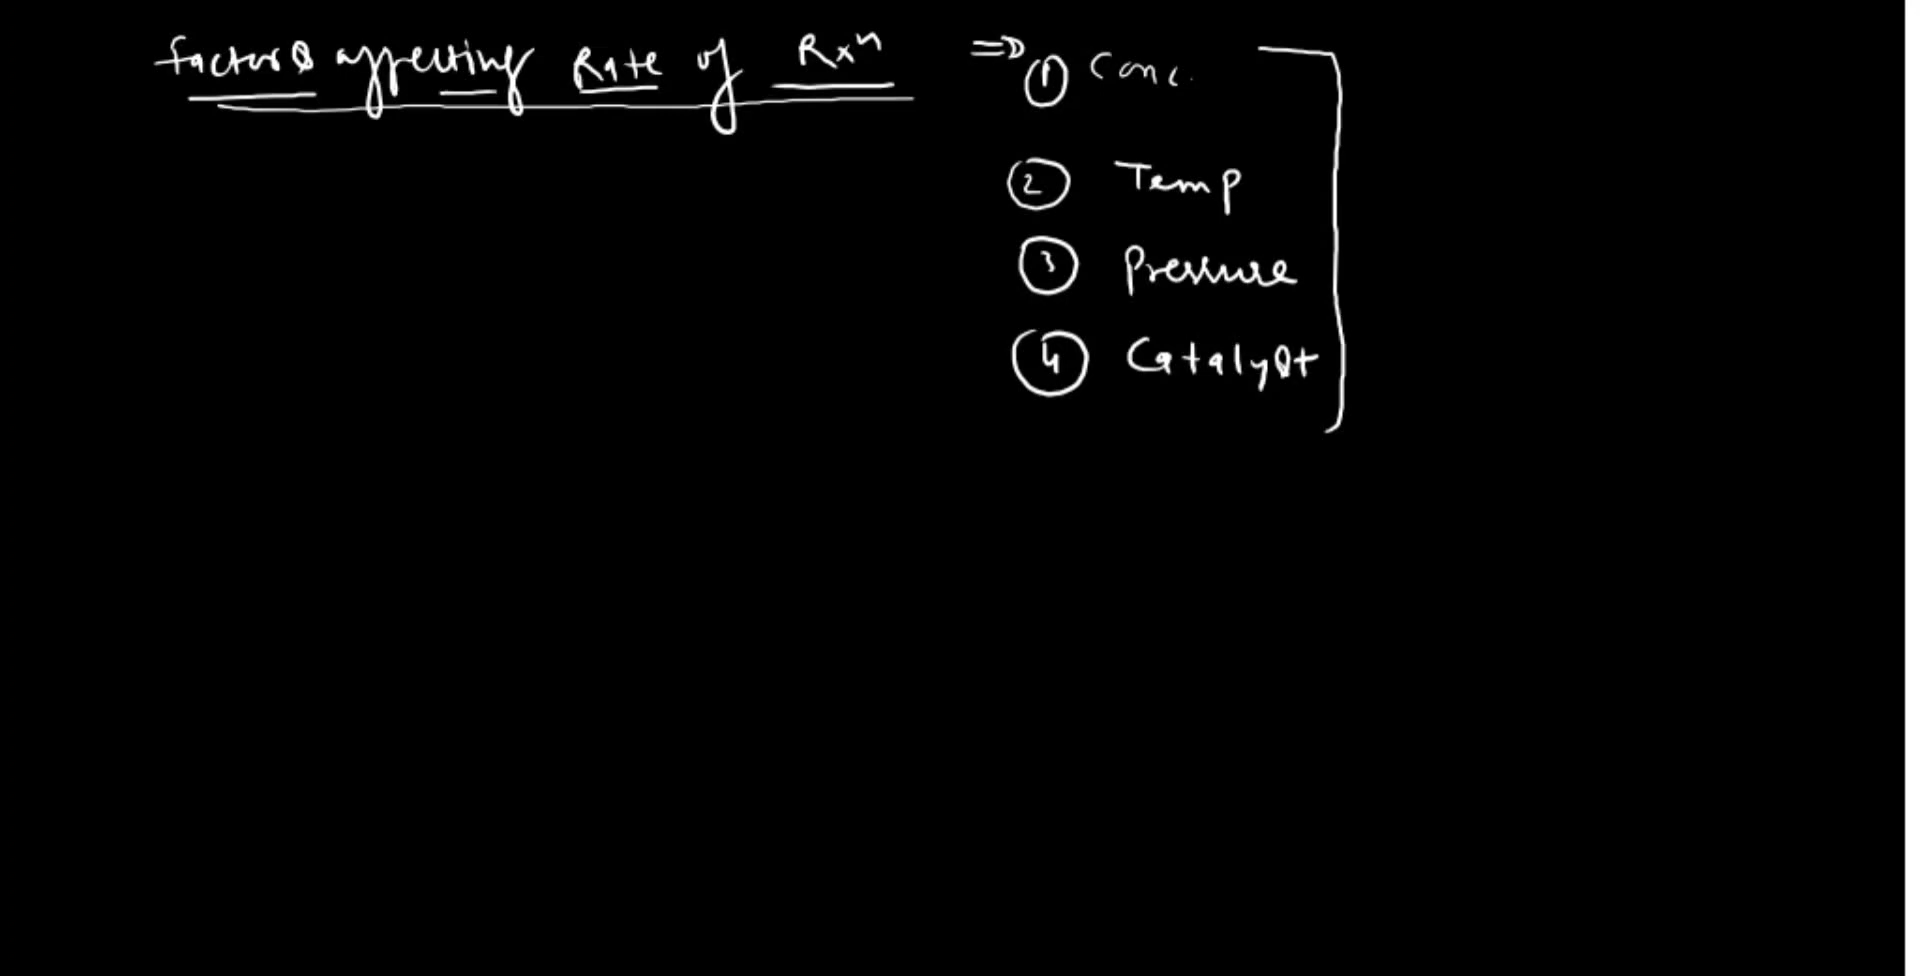 factors affecting Rate of Rxⁿ ⇒ ① Conc.
② Temp
③ Pressure
④ Catalyst